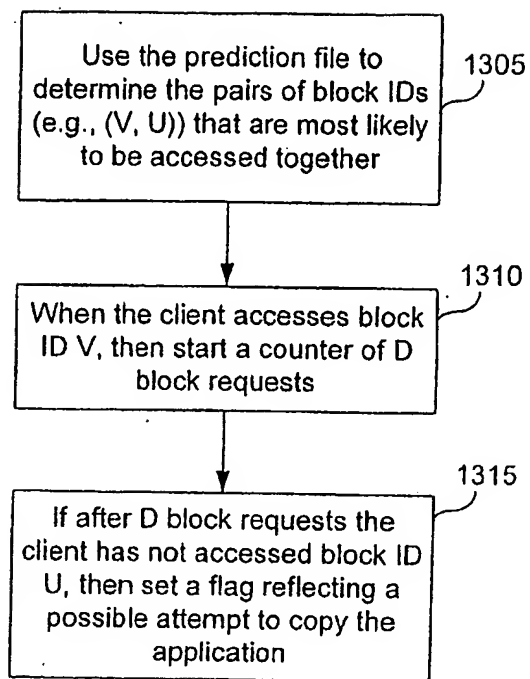 Use the prediction file to
determine the pairs of block IDs
(e.g., (V, U)) that are most likely
to be accessed together
1305
When the client accesses block
ID V, then start a counter of D
block requests
1310
If after D block requests the
client has not accessed block ID
U, then set a flag reflecting a
possible attempt to copy the
application
1315